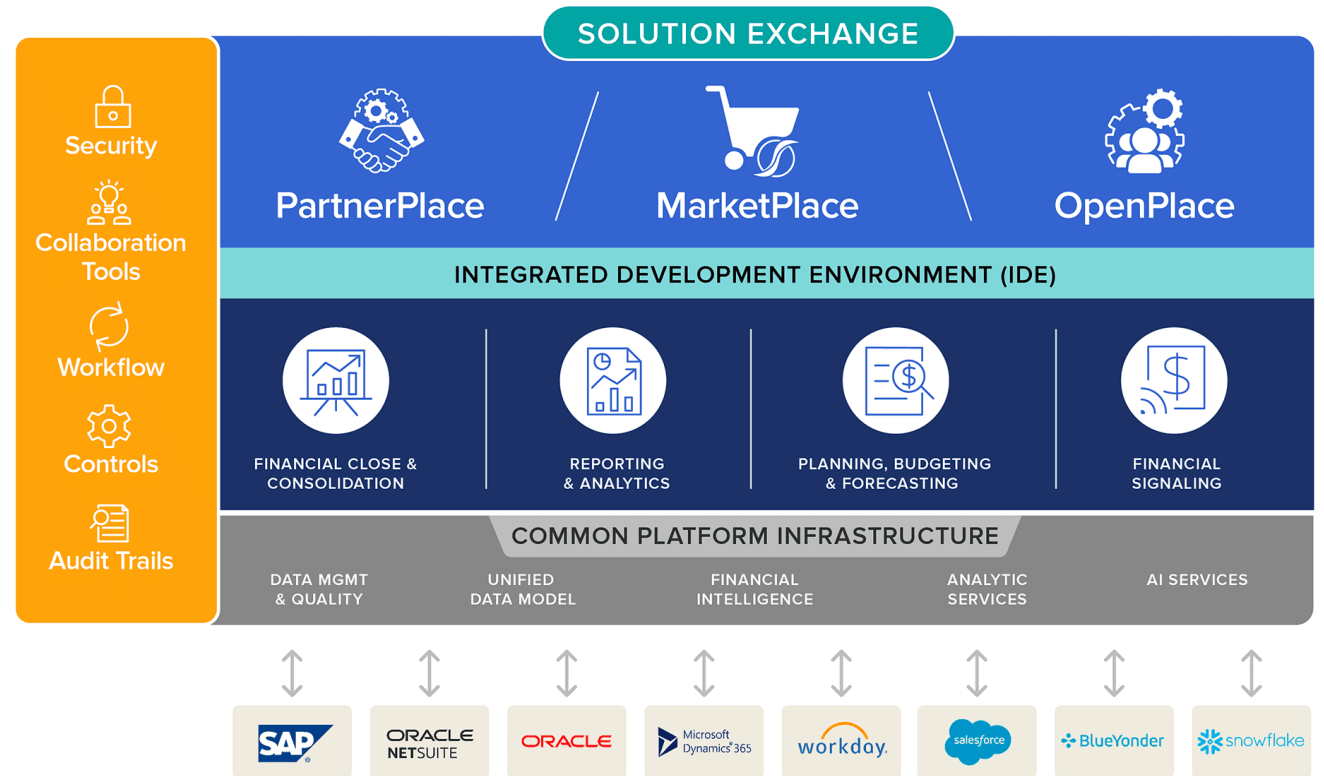 SOLUTION EXCHANGE
Security
Collaboration
Tools
Workflow
Controls
Audit Trails
PartnerPlace
MarketPlace
OpenPlace
INTEGRATED DEVELOPMENT ENVIRONMENT (IDE)
FINANCIAL CLOSE &
CONSOLIDATION
REPORTING
& ANALYTICS
PLANNING, BUDGETING
& FORECASTING
FINANCIAL
SIGNALING
COMMON PLATFORM INFRASTRUCTURE
DATA MGMT
& QUALITY
UNIFIED
DATA MODEL
FINANCIAL
INTELLIGENCE
ANALYTIC
SERVICES
AI SERVICES
SAP®
ORACLE
NETSUITE
ORACLE
Microsoft
Dynamics®365
workday®
salesforce
BlueYonder
snowflake